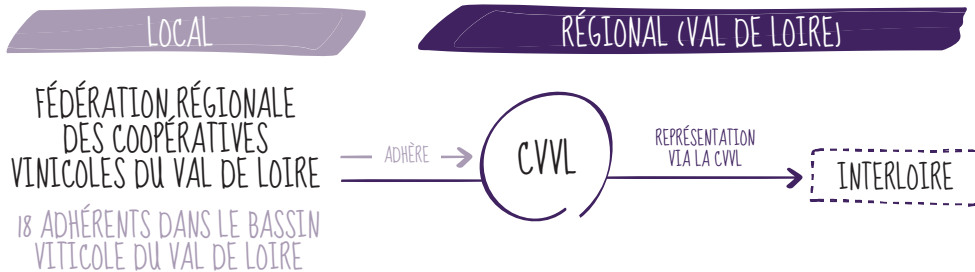 LOCAL
RÉGIONAL (VAL DE LOIRE)
FÉDÉRATION RÉGIONALE
DES COOPÉRATIVES
VINICOLES DU VAL DE LOIRE
18 ADHÉRENTS DANS LE BASSIN
VITICOLE DU VAL DE LOIRE
ADHÈRE
CVVL
REPRÉSENTATION
VIA LA CVVL
INTERLOIRE